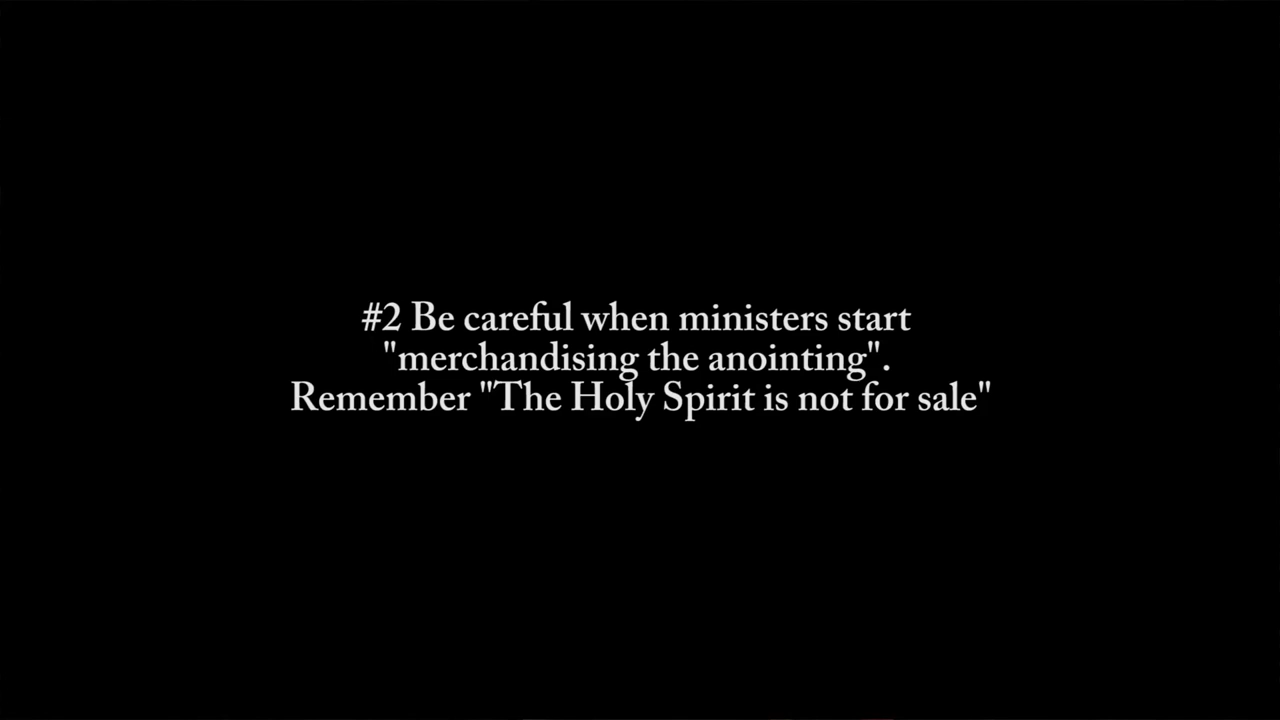 #2 Be careful when ministers start
"merchandising the anointing".
Remember "The Holy Spirit is not for sale"